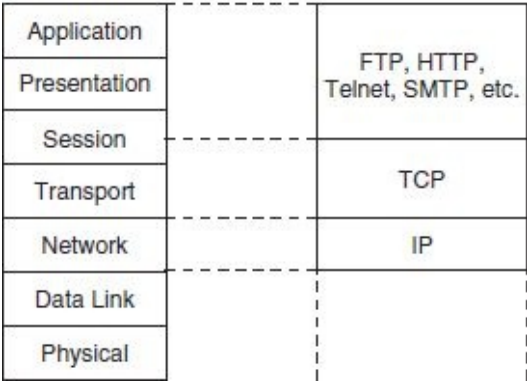 Application
Presentation
Session
Transport
Network
Data Link
Physical
FTP, HTTP,
Telnet, SMTP, etc.
TCP
IP